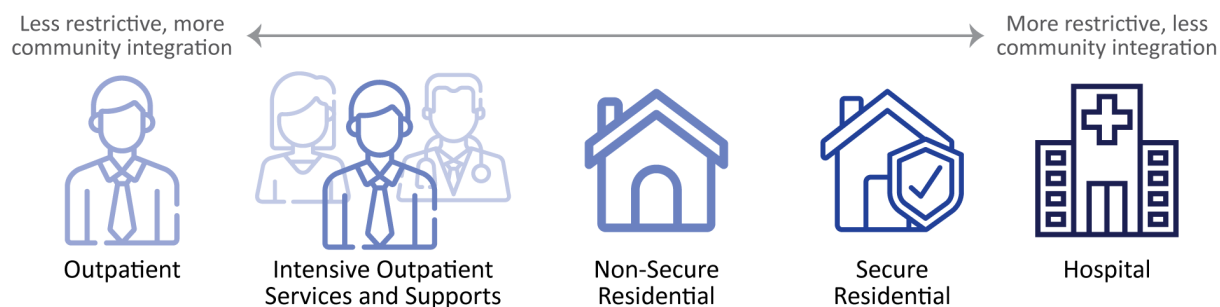 Less restrictive, more
community integration
More restrictive, less
community integration
Outpatient
Intensive Outpatient
Services and Supports
Non-Secure
Residential
Secure
Residential
Hospital